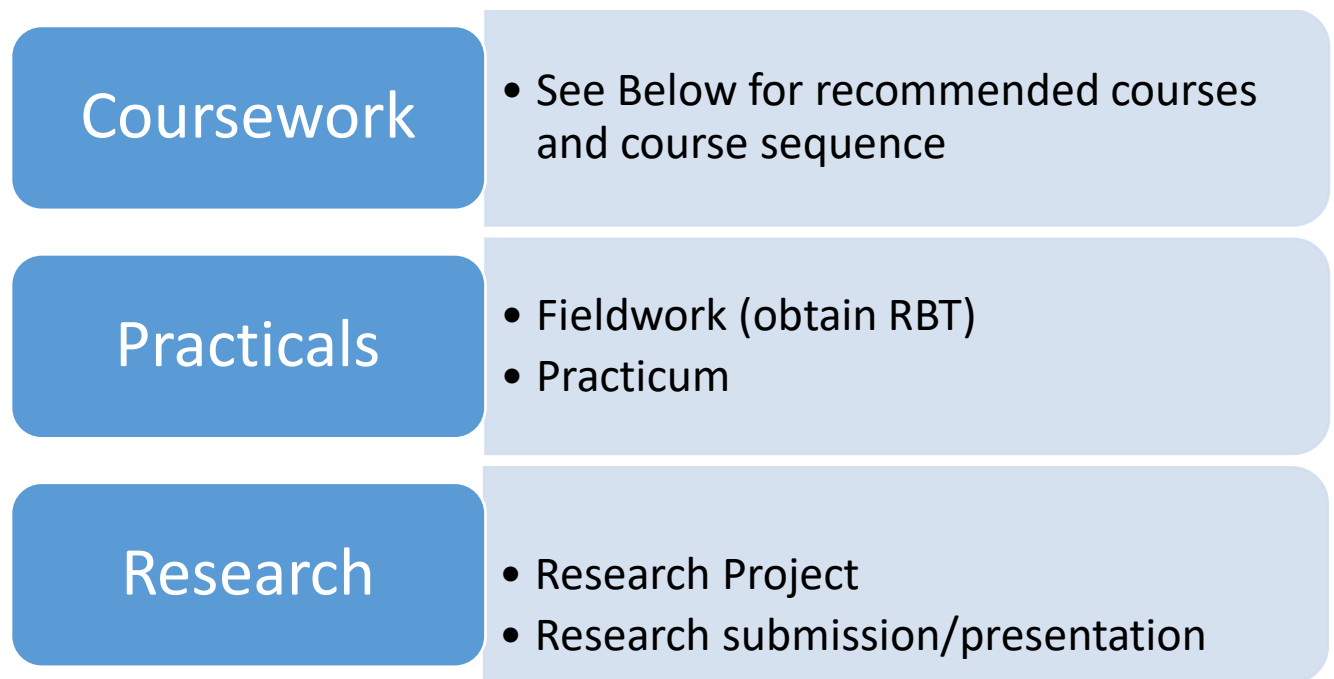 Coursework
• See Below for recommended courses
and course sequence
Practicals
• Fieldwork (obtain RBT)
• Practicum
Research
• Research Project
• Research submission/presentation